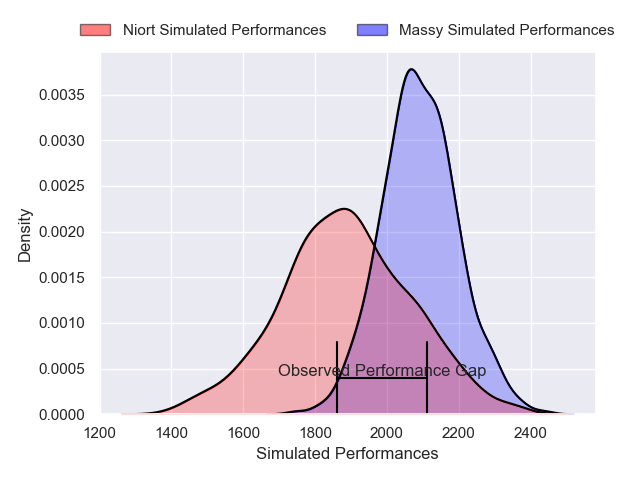 Niort Simulated Performances Massy Simulated Performances
0.0035
0.0030
0.0025
0.0020
0.0015
0.0010
0.0005
0.0000
Density
Observed Performance Gap
1200 1400 1600 1800 2000 2200 2400
Simulated Performances